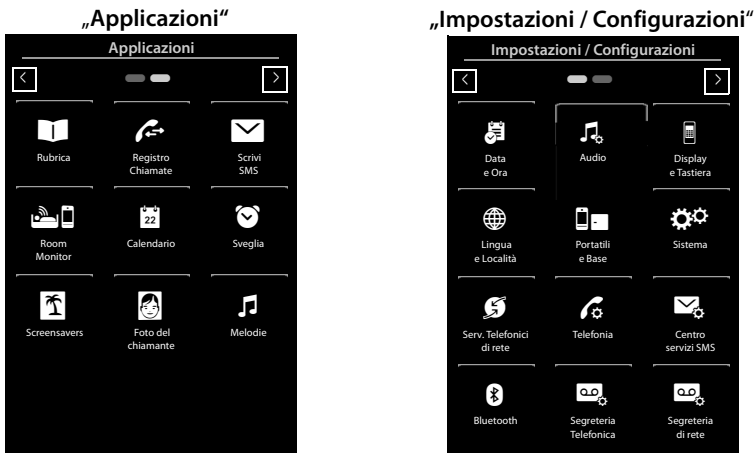 „Applicazioni“
Applicazioni
Rubrica
Registro
Chiamate
Scrivi
SMS
Room
Monitor
22
Calendario
Sveglia
Screensavers
Foto del
chiamante
Melodie
„Impostazioni / Configurazioni“
Impostazioni / Configurazioni
Data
e Ora
Audio
Display
e Tastiera
Lingua
e Località
Portatili
e Base
Sistema
Serv. Telefonici
di rete
Telefonia
Centro
servizi SMS
Bluetooth
Segreteria
Telefonica
Segreteria
di rete